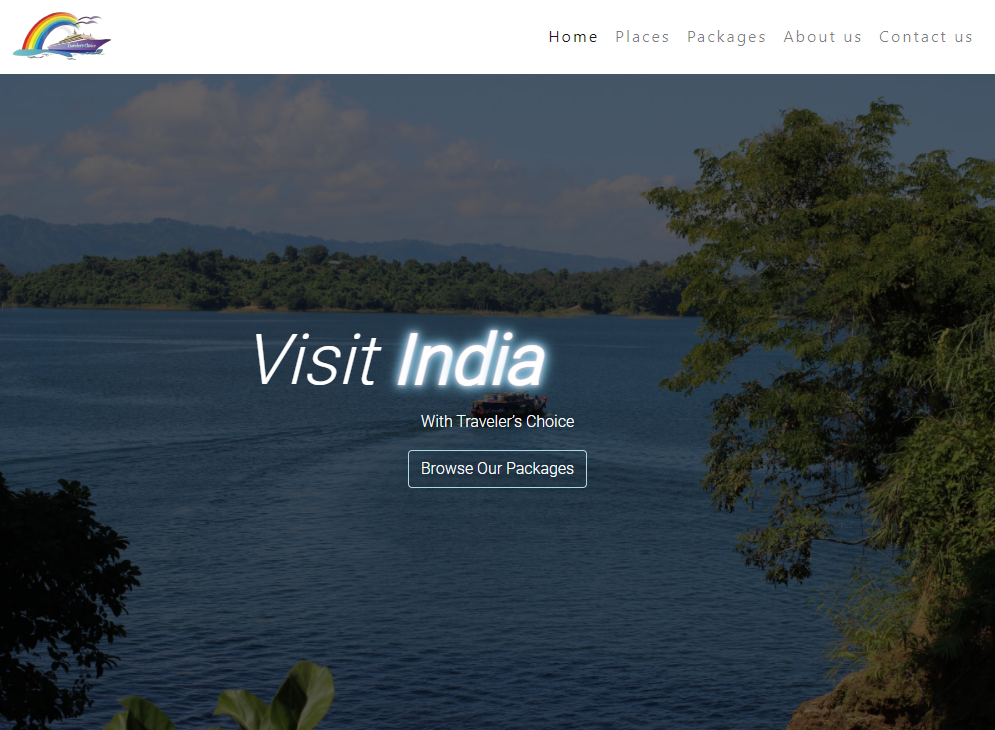 Traveler's Choice
Home Places Packages About us Contact us
Visit India
With Traveler’s Choice
Browse Our Packages